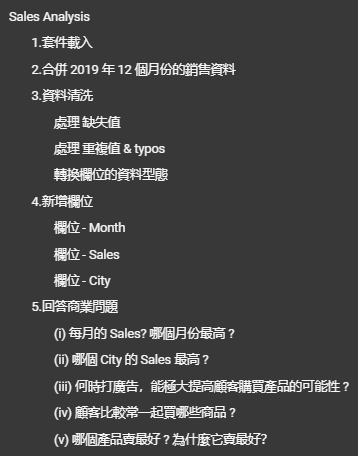 Sales Analysis
1.套件載入
2.合併 2019 年 12 個月份的銷售資料
3.資料清洗
處理 缺失值
處理 重複值 & typos
轉換欄位的資料型態
4.新增欄位
欄位 - Month
欄位 - Sales
欄位 - City
5.回答商業問題
(i) 每月的 Sales? 哪個月份最高？
(ii) 哪個 City 的 Sales 最高？
(iii) 何時打廣告，能極大提高顧客購買產品的可能性？
(iv) 顧客比較常一起買哪些商品？
(v) 哪個產品賣最好？為什麼它賣最好?